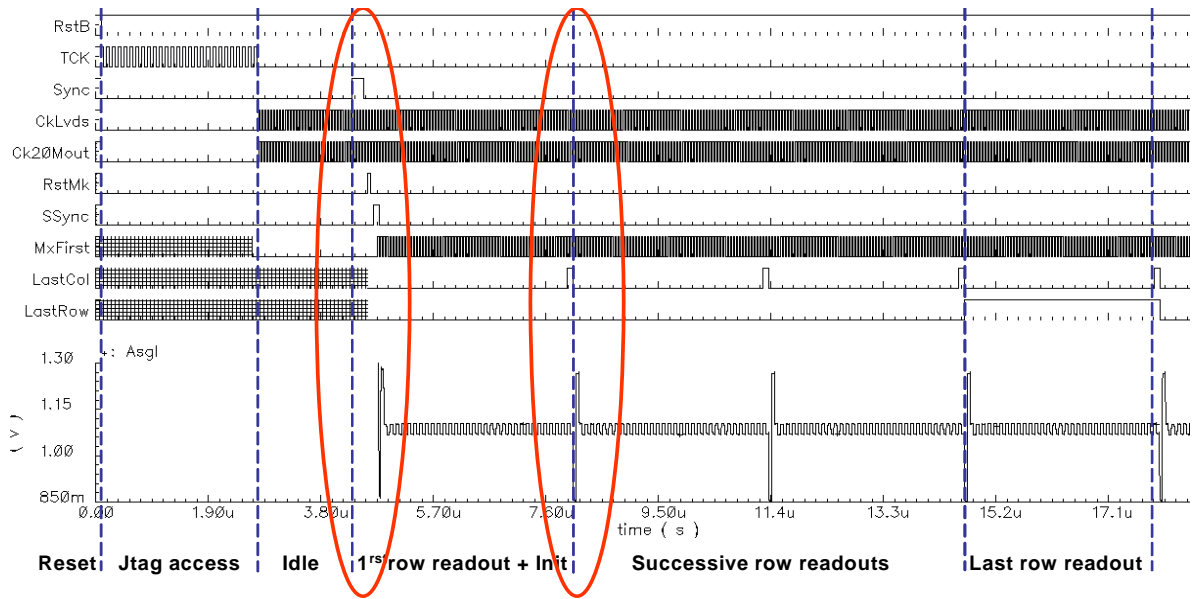 RstB
TCK
Sync
CkLvds
Ck20Mout
RstMk
SSync
MxFirst
LastCol
LastRow
+: Asgl
1.30
1.15
1.00
850m
( V )
0.00 1.90u 3.80u 5.70u 7.60u 9.50u 11.4u 13.3u 15.2u 17.1u
time ( s )
Reset Jtag access Idle 1rst row readout + Init Successive row readouts Last row readout